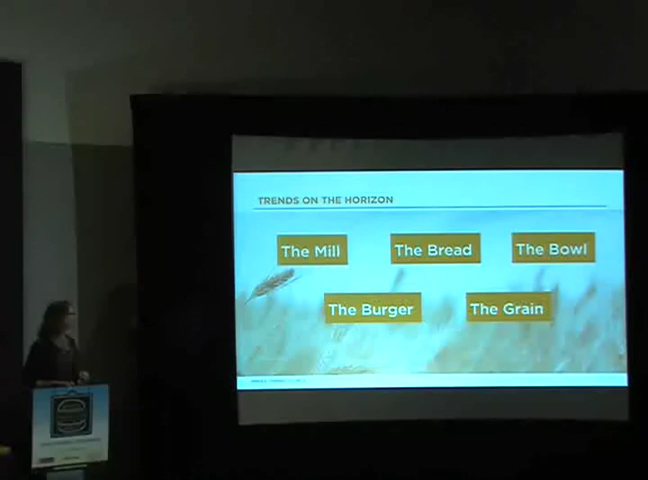 TRENDS ON THE HORIZON
The Mill
The Bread
The Bowl
The Burger
The Grain